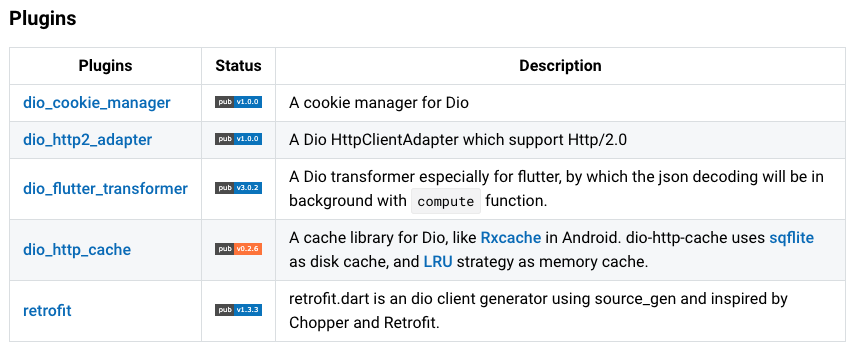 Plugins
Plugins Status Description
dio_cookie_manager pub v1.0.0 A cookie manager for Dio
dio_http2_adapter pub v1.0.0 A Dio HttpClientAdapter which support Http/2.0
dio_flutter_transformer pub v3.0.2 A Dio transformer especially for flutter, by which the json decoding will be in
background with compute function.
dio_http_cache pub v0.2.6 A cache library for Dio, like Rxcache in Android. dio-http-cache uses sqflite
as disk cache, and LRU strategy as memory cache.
retrofit pub v1.3.3 retrofit.dart is an dio client generator using source_gen and inspired by
Chopper and Retrofit.